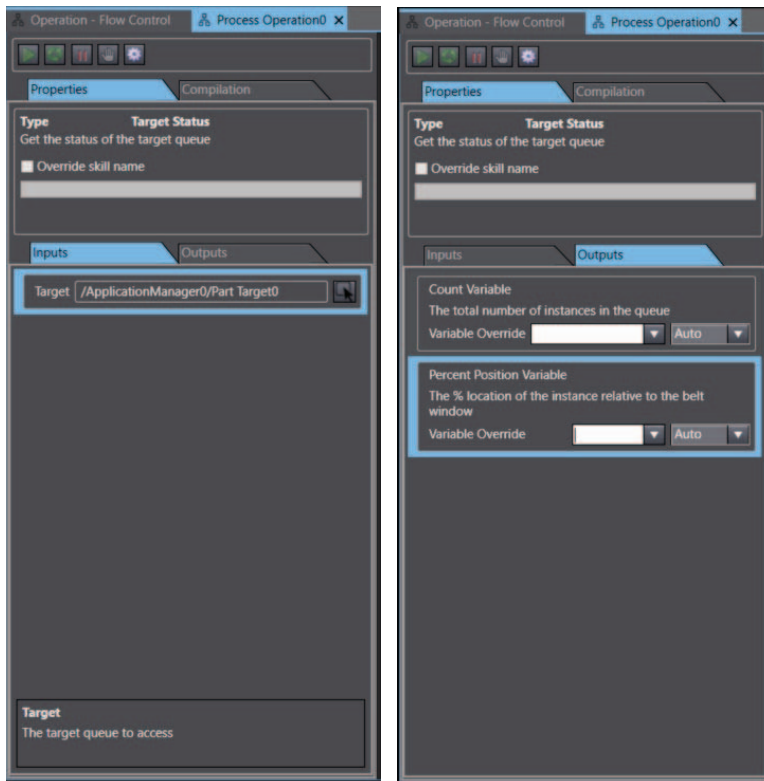 Operation - Flow Control
Process Operation0
Properties
Compilation
Type Target Status
Get the status of the target queue
Override skill name
Inputs
Outputs
Target /ApplicationManager0/Part Target0
Target
The target queue to access
Operation - Flow Control
Process Operation0
Properties
Compilation
Type Target Status
Get the status of the target queue
Override skill name
Inputs
Outputs
Count Variable
The total number of instances in the queue
Variable Override Auto
Percent Position Variable
The % location of the instance relative to the belt
window
Variable Override Auto